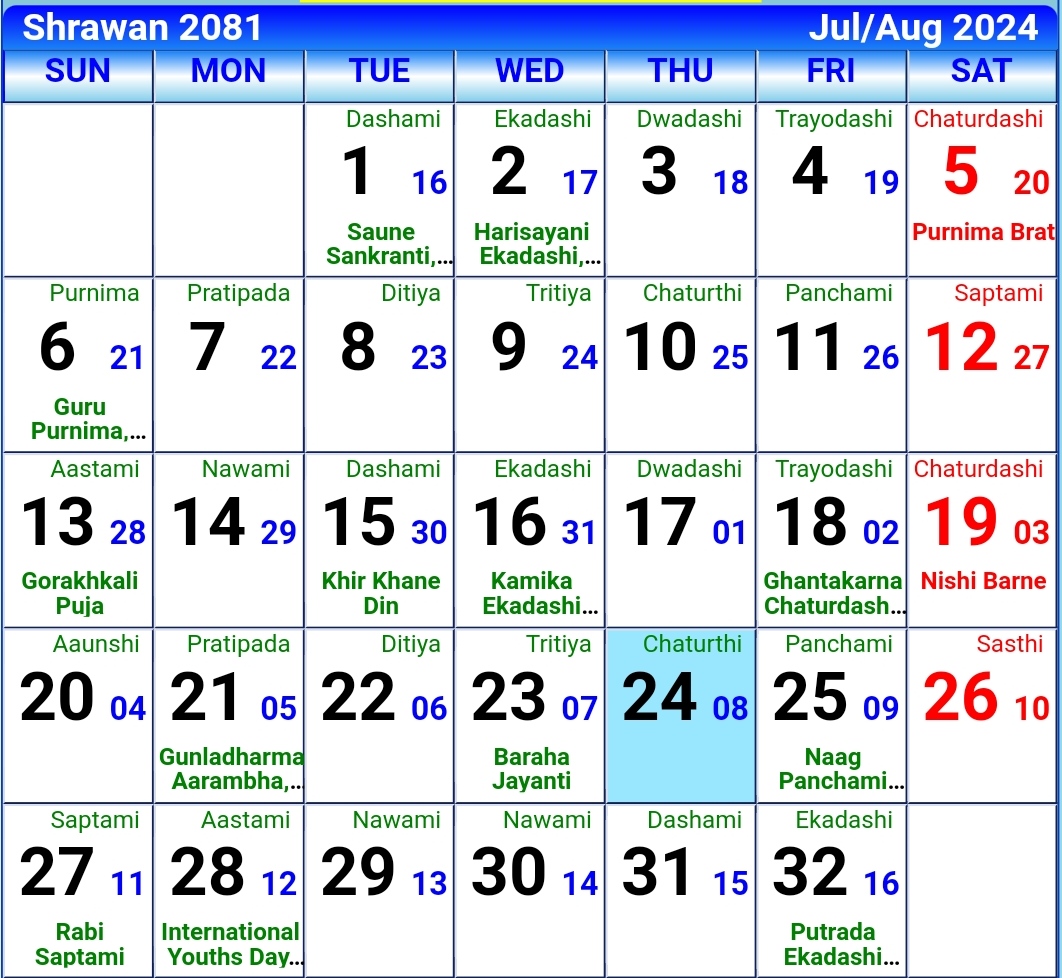 Shrawan 2081 Jul/Aug 2024
SUN MON TUE WED THU FRI SAT
Dashami Ekadashi Dwadashi Trayodashi Chaturdashi
1 16 2 17 3 18 4 19 5 20
Saune Harisayani Purnima Brat
Sankranti,... Ekadashi,...
Purnima Pratipada Ditiya Tritiya Chaturthi Panchami Saptami
6 21 7 22 8 23 9 24 10 25 11 26 12 27
Guru
Purnima,...
Aastami Nawami Dashami Ekadashi Dwadashi Trayodashi Chaturdashi
13 28 14 29 15 30 16 31 17 01 18 02 19 03
Gorakhkali Khir Khane Kamika Ghantakarna Nishi Barne
Puja Din Ekadashi... Chaturdash...
Aaunshi Pratipada Ditiya Tritiya Chaturthi Panchami Sasthi
20 04 21 05 22 06 23 07 24 08 25 09 26 10
Gunladharma Baraha Naag
Aarambha,... Jayanti Panchami...
Saptami Aastami Nawami Nawami Dashami Ekadashi
27 11 28 12 29 13 30 14 31 15 32 16
Rabi International Putrada
Saptami Youths Day... Ekadashi...